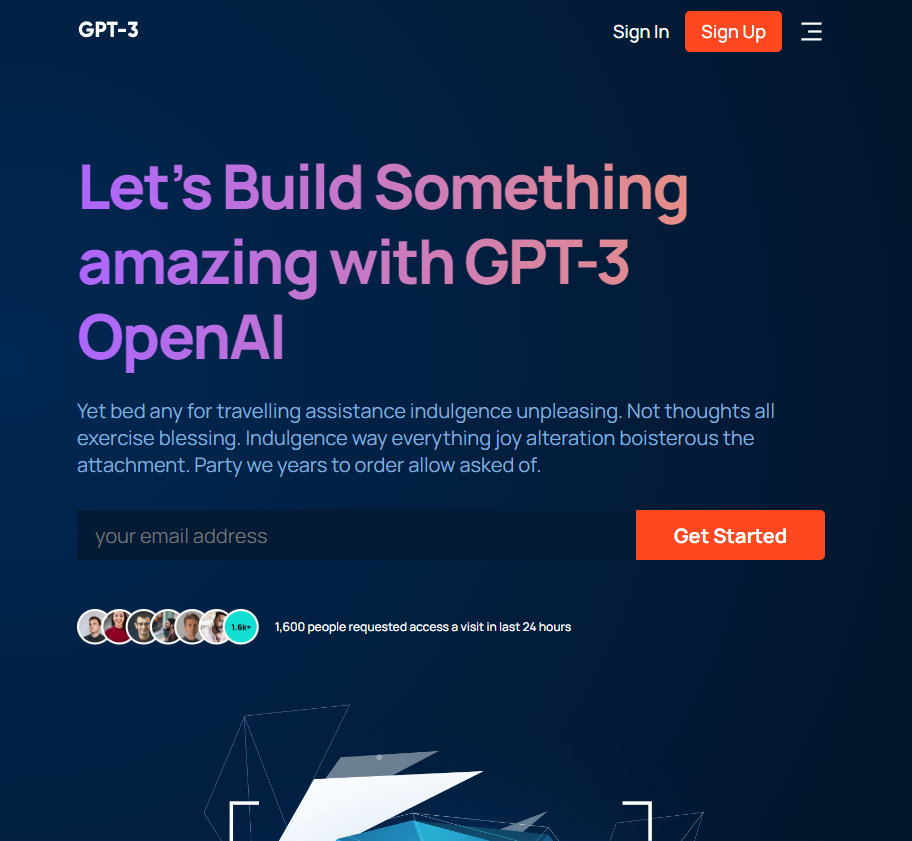 GPT-3
Sign In
Sign Up
Let's Build Something
amazing with GPT-3
OpenAI
Yet bed any for travelling assistance indulgence unpleasing. Not thoughts all
exercise blessing. Indulgence way everything joy alteration boisterous the
attachment. Party we years to order allow asked of.
your email address
Get Started
1.6k+
1,600 people requested access a visit in last 24 hours